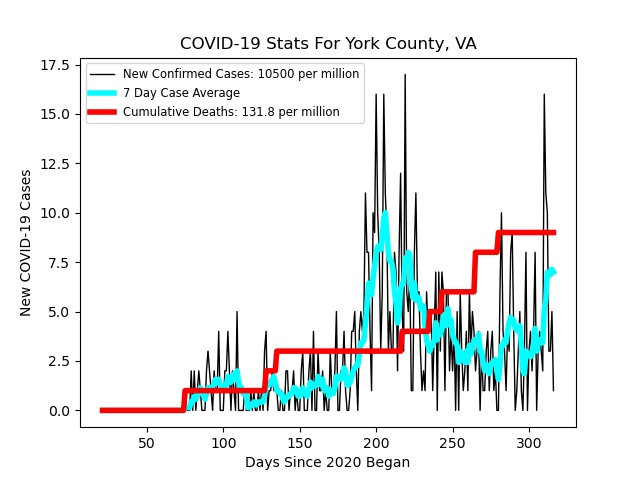 COVID-19 Stats For York County, VA
New Confirmed Cases: 10500 per million
7 Day Case Average
Cumulative Deaths: 131.8 per million
New COVID-19 Cases
17.5
15.0
12.5
10.0
7.5
5.0
2.5
0.0
50 100 150 200 250 300
Days Since 2020 Began